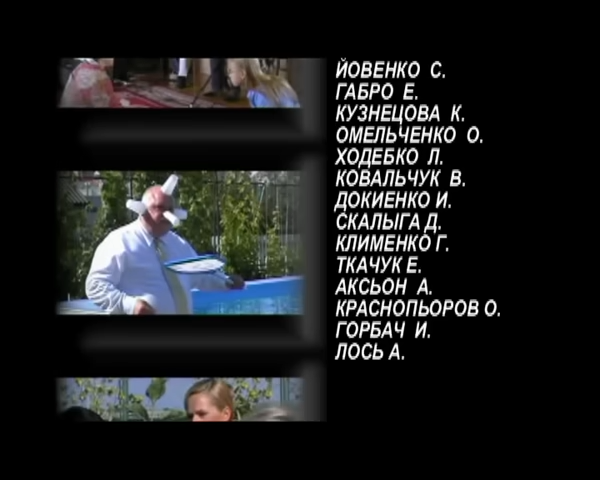 ЙОВЕНКО С.
ГАБРО Е.
КУЗНЕЦОВА К.
ОМЕЛЬЧЕНКО О.
ХОДЕБКО Л.
КОВАЛЬЧУК В.
ДОКИЕНКО И.
СКАЛЫГА Д.
КЛИМЕНКО Г.
ТКАЧУК Е.
АКСЬОН А.
КРАСНОПЬОРОВ О.
ГОРБАЧ И.
ЛОСЬ А.